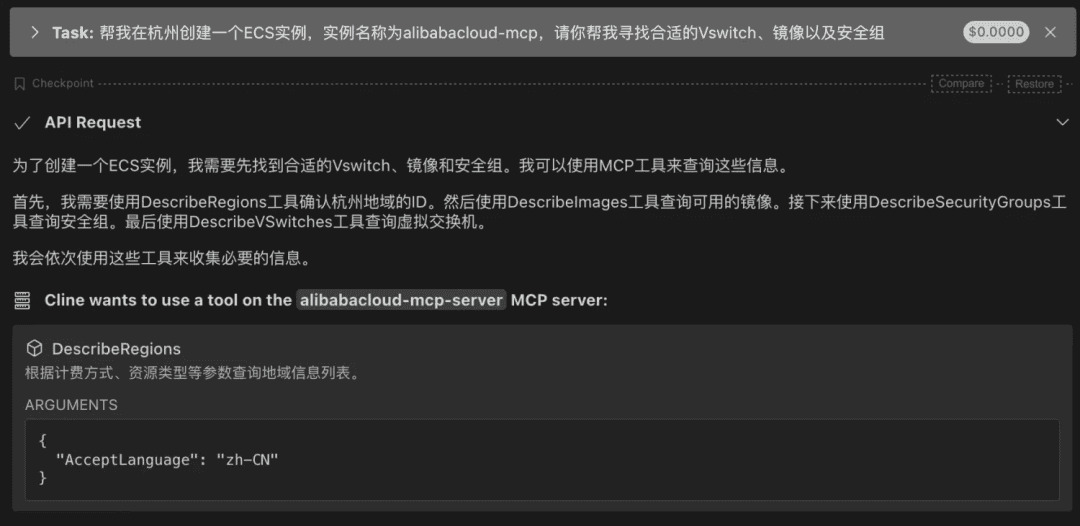 Task: 帮我在杭州创建一个ECS实例，实例名称为alibabacloud-mcp，请你帮我寻找合适的Vswitch、镜像以及安全组
$0.0000
Checkpoint
Compare
Restore
API Request
为了创建一个ECS实例，我需要先找到合适的Vswitch、镜像和安全组。我可以使用MCP工具来查询这些信息。
首先，我需要使用DescribeRegions工具确认杭州地域的ID。然后使用DescribeImages工具查询可用的镜像。接下来使用DescribeSecurityGroups工
具查询安全组。最后使用DescribeVSwitches工具查询虚拟交换机。
我会依次使用这些工具来收集必要的信息。
Cline wants to use a tool on the alibabacloud-mcp-server MCP server:
DescribeRegions
根据计费方式、资源类型等参数查询地域信息列表。
ARGUMENTS
{
"AcceptLanguage": "zh-CN"
}